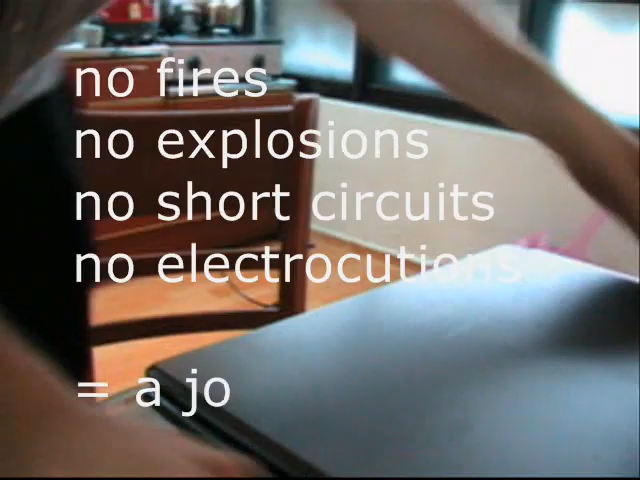 no fires
no explosions
no short circuits
no electrocutions
= a jo